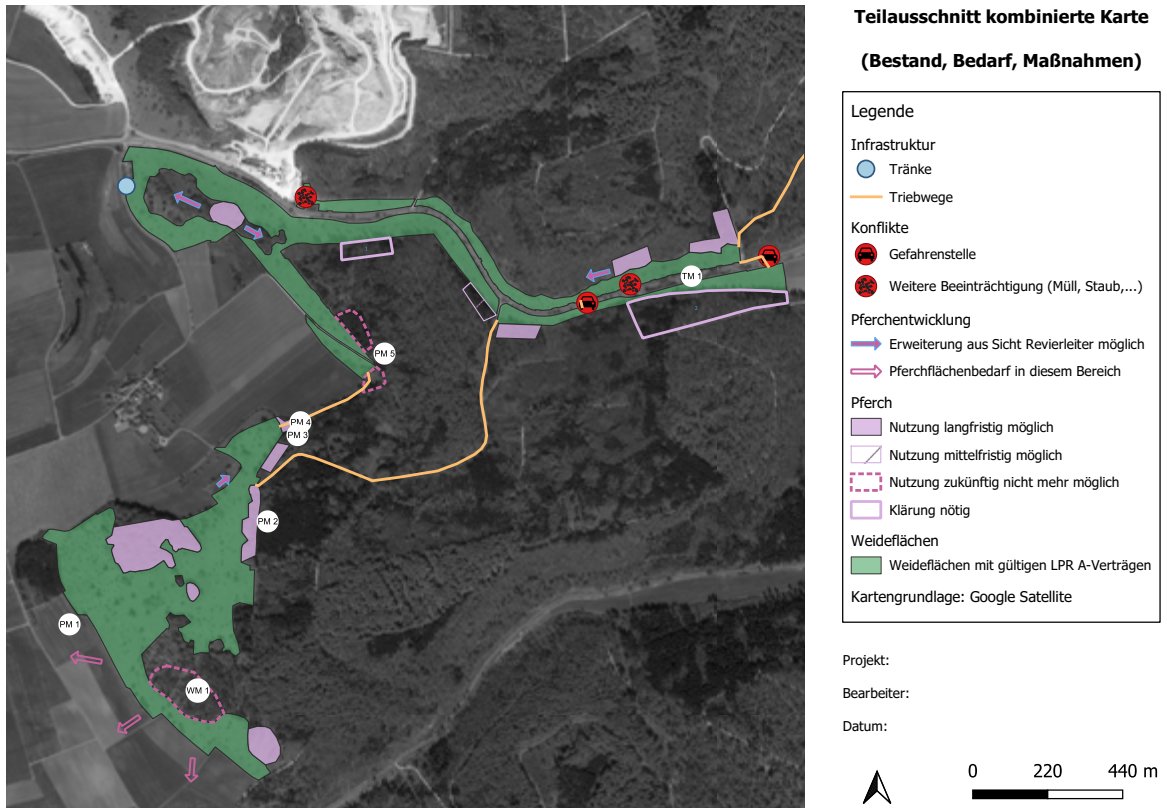 Teilausschnitt kombinierte Karte
(Bestand, Bedarf, Maßnahmen)
Legende
Infrastruktur
Tränke
Triebwege
Konflikte
Gefahrenstelle
Weitere Beeinträchtigung (Müll, Staub,...)
Pferchentwicklung
Erweiterung aus Sicht Revierleiter möglich
Pferchflächenbedarf in diesem Bereich
Pferch
Nutzung langfristig möglich
Nutzung mittelfristig möglich
Nutzung zukünftig nicht mehr möglich
Klärung nötig
Weideflächen
Weideflächen mit gültigen LPR A-Verträgen
Kartengrundlage: Google Satellite
Projekt:
Bearbeiter:
Datum:
0 220 440 m
TM 1
PM 5
PM 4
PM 3
PM 2
PM 1
WM 1